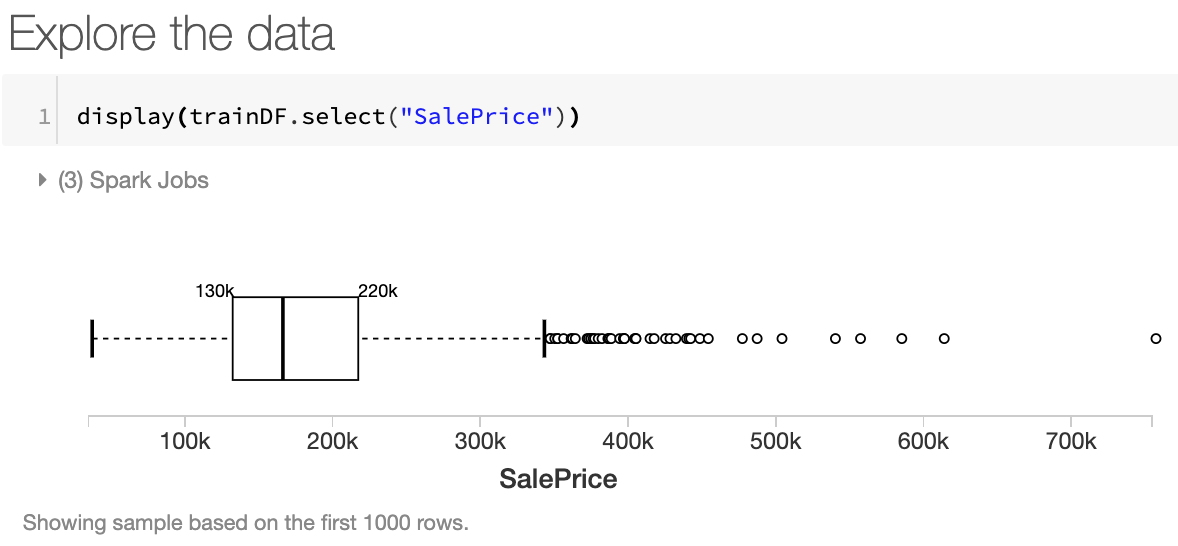 Explore the data
1 display(trainDF.select("SalePrice"))
(3) Spark Jobs
130k 220k
100k 200k 300k 400k 500k 600k 700k
SalePrice
Showing sample based on the first 1000 rows.